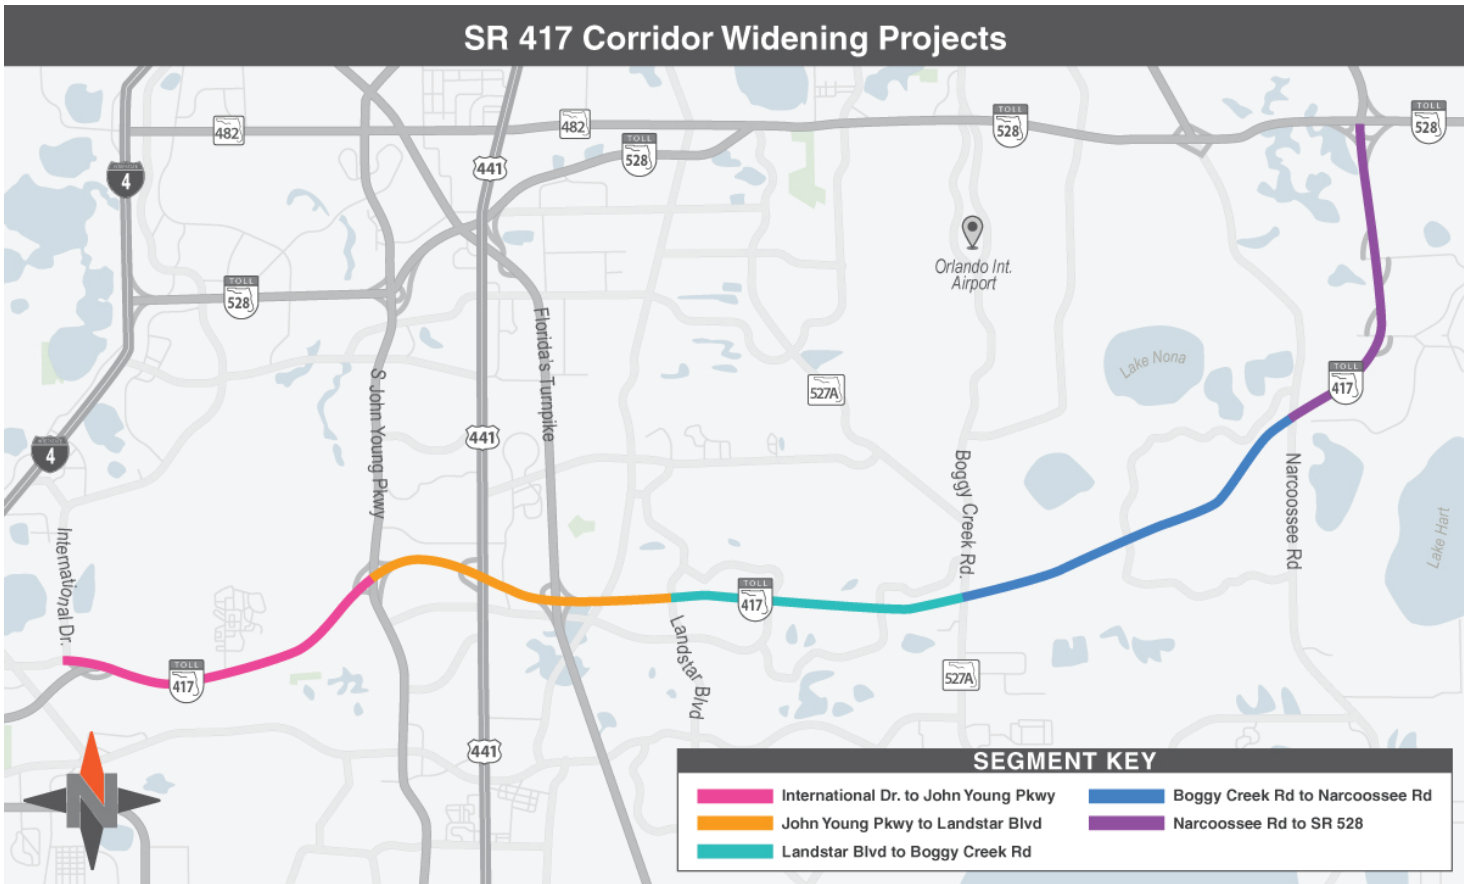 SR 417 Corridor Widening Projects
482
482
TOLL
528
TOLL
528
TOLL
528
4
441
Orlando Int.
Airport
TOLL
528
Florida's Turnpike
S John Young Pkwy
Lake Nona
TOLL
417
527A
441
4
Boggy Creek Rd.
Narcoossee Rd
Lake Hart
International Dr.
TOLL
417
Landstar Blvd
TOLL
417
527A
441
N
SEGMENT KEY
International Dr. to John Young Pkwy
John Young Pkwy to Landstar Blvd
Landstar Blvd to Boggy Creek Rd
Boggy Creek Rd to Narcoossee Rd
Narcoossee Rd to SR 528